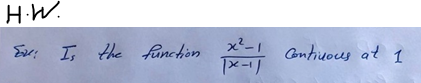 H.W.
Ex: Is the function x²-1/|x-1| Continuous at 1